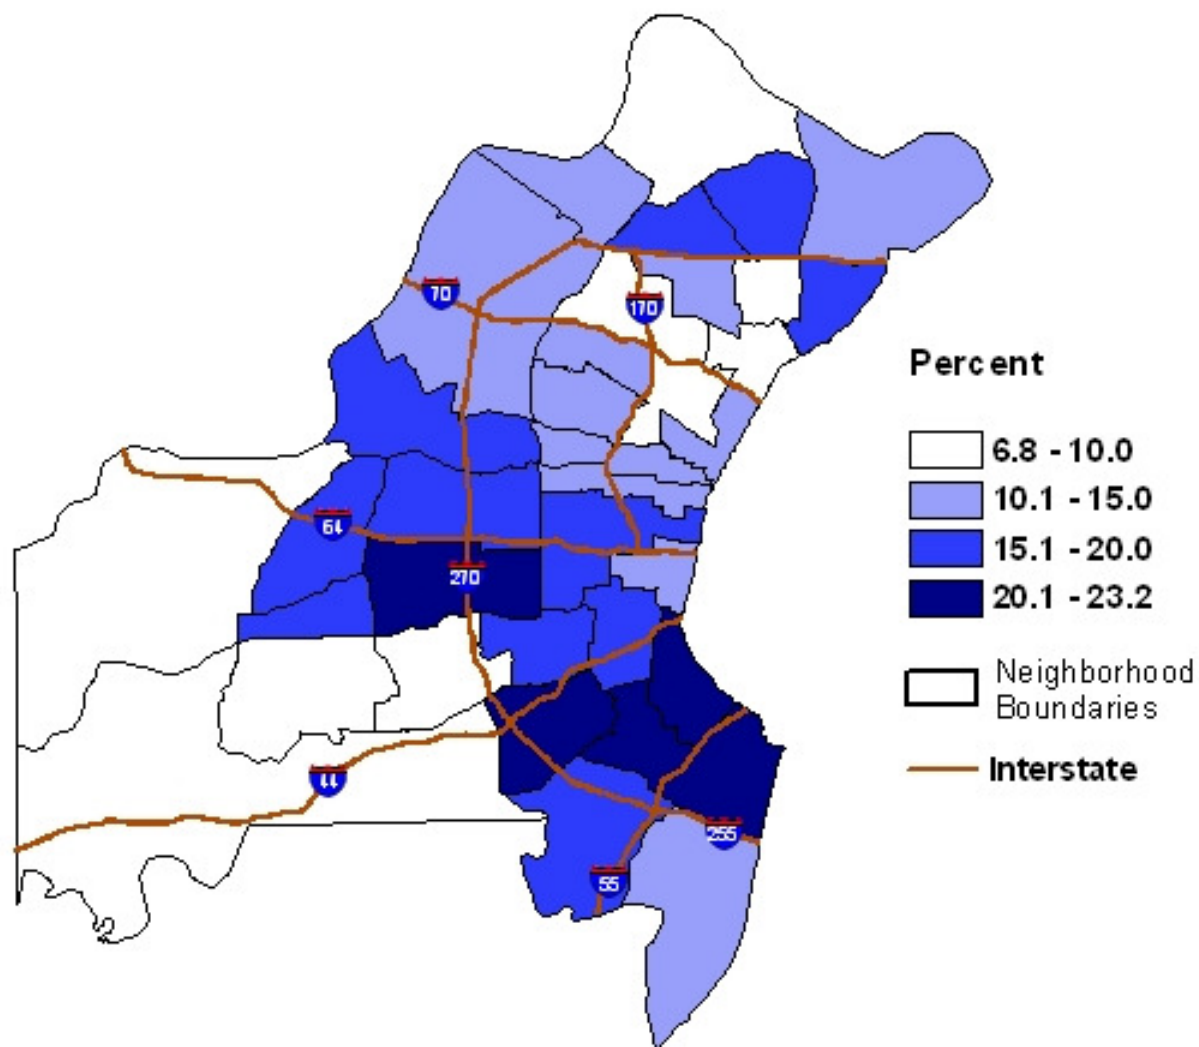 70
170
64
270
44
255
55
Percent
6.8 - 10.0
10.1 - 15.0
15.1 - 20.0
20.1 - 23.2
Neighborhood
Boundaries
Interstate